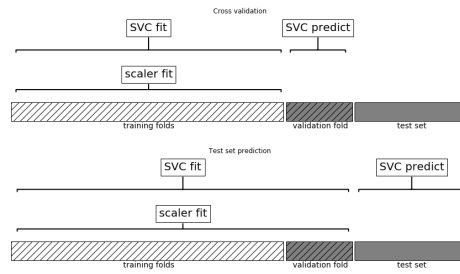 Cross validation
SVC fit
SVC predict
scaler fit
training folds
validation fold
test set
Test set prediction
SVC fit
SVC predict
scaler fit
training folds
validation fold
test set